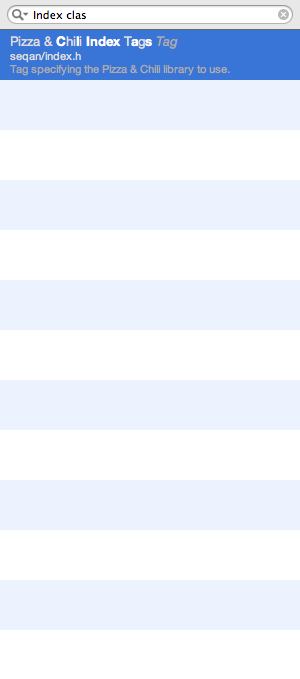 Index clas
Pizza & Chili Index Tags Tag
seqan/index.h
Tag specifying the Pizza & Chili library to use.